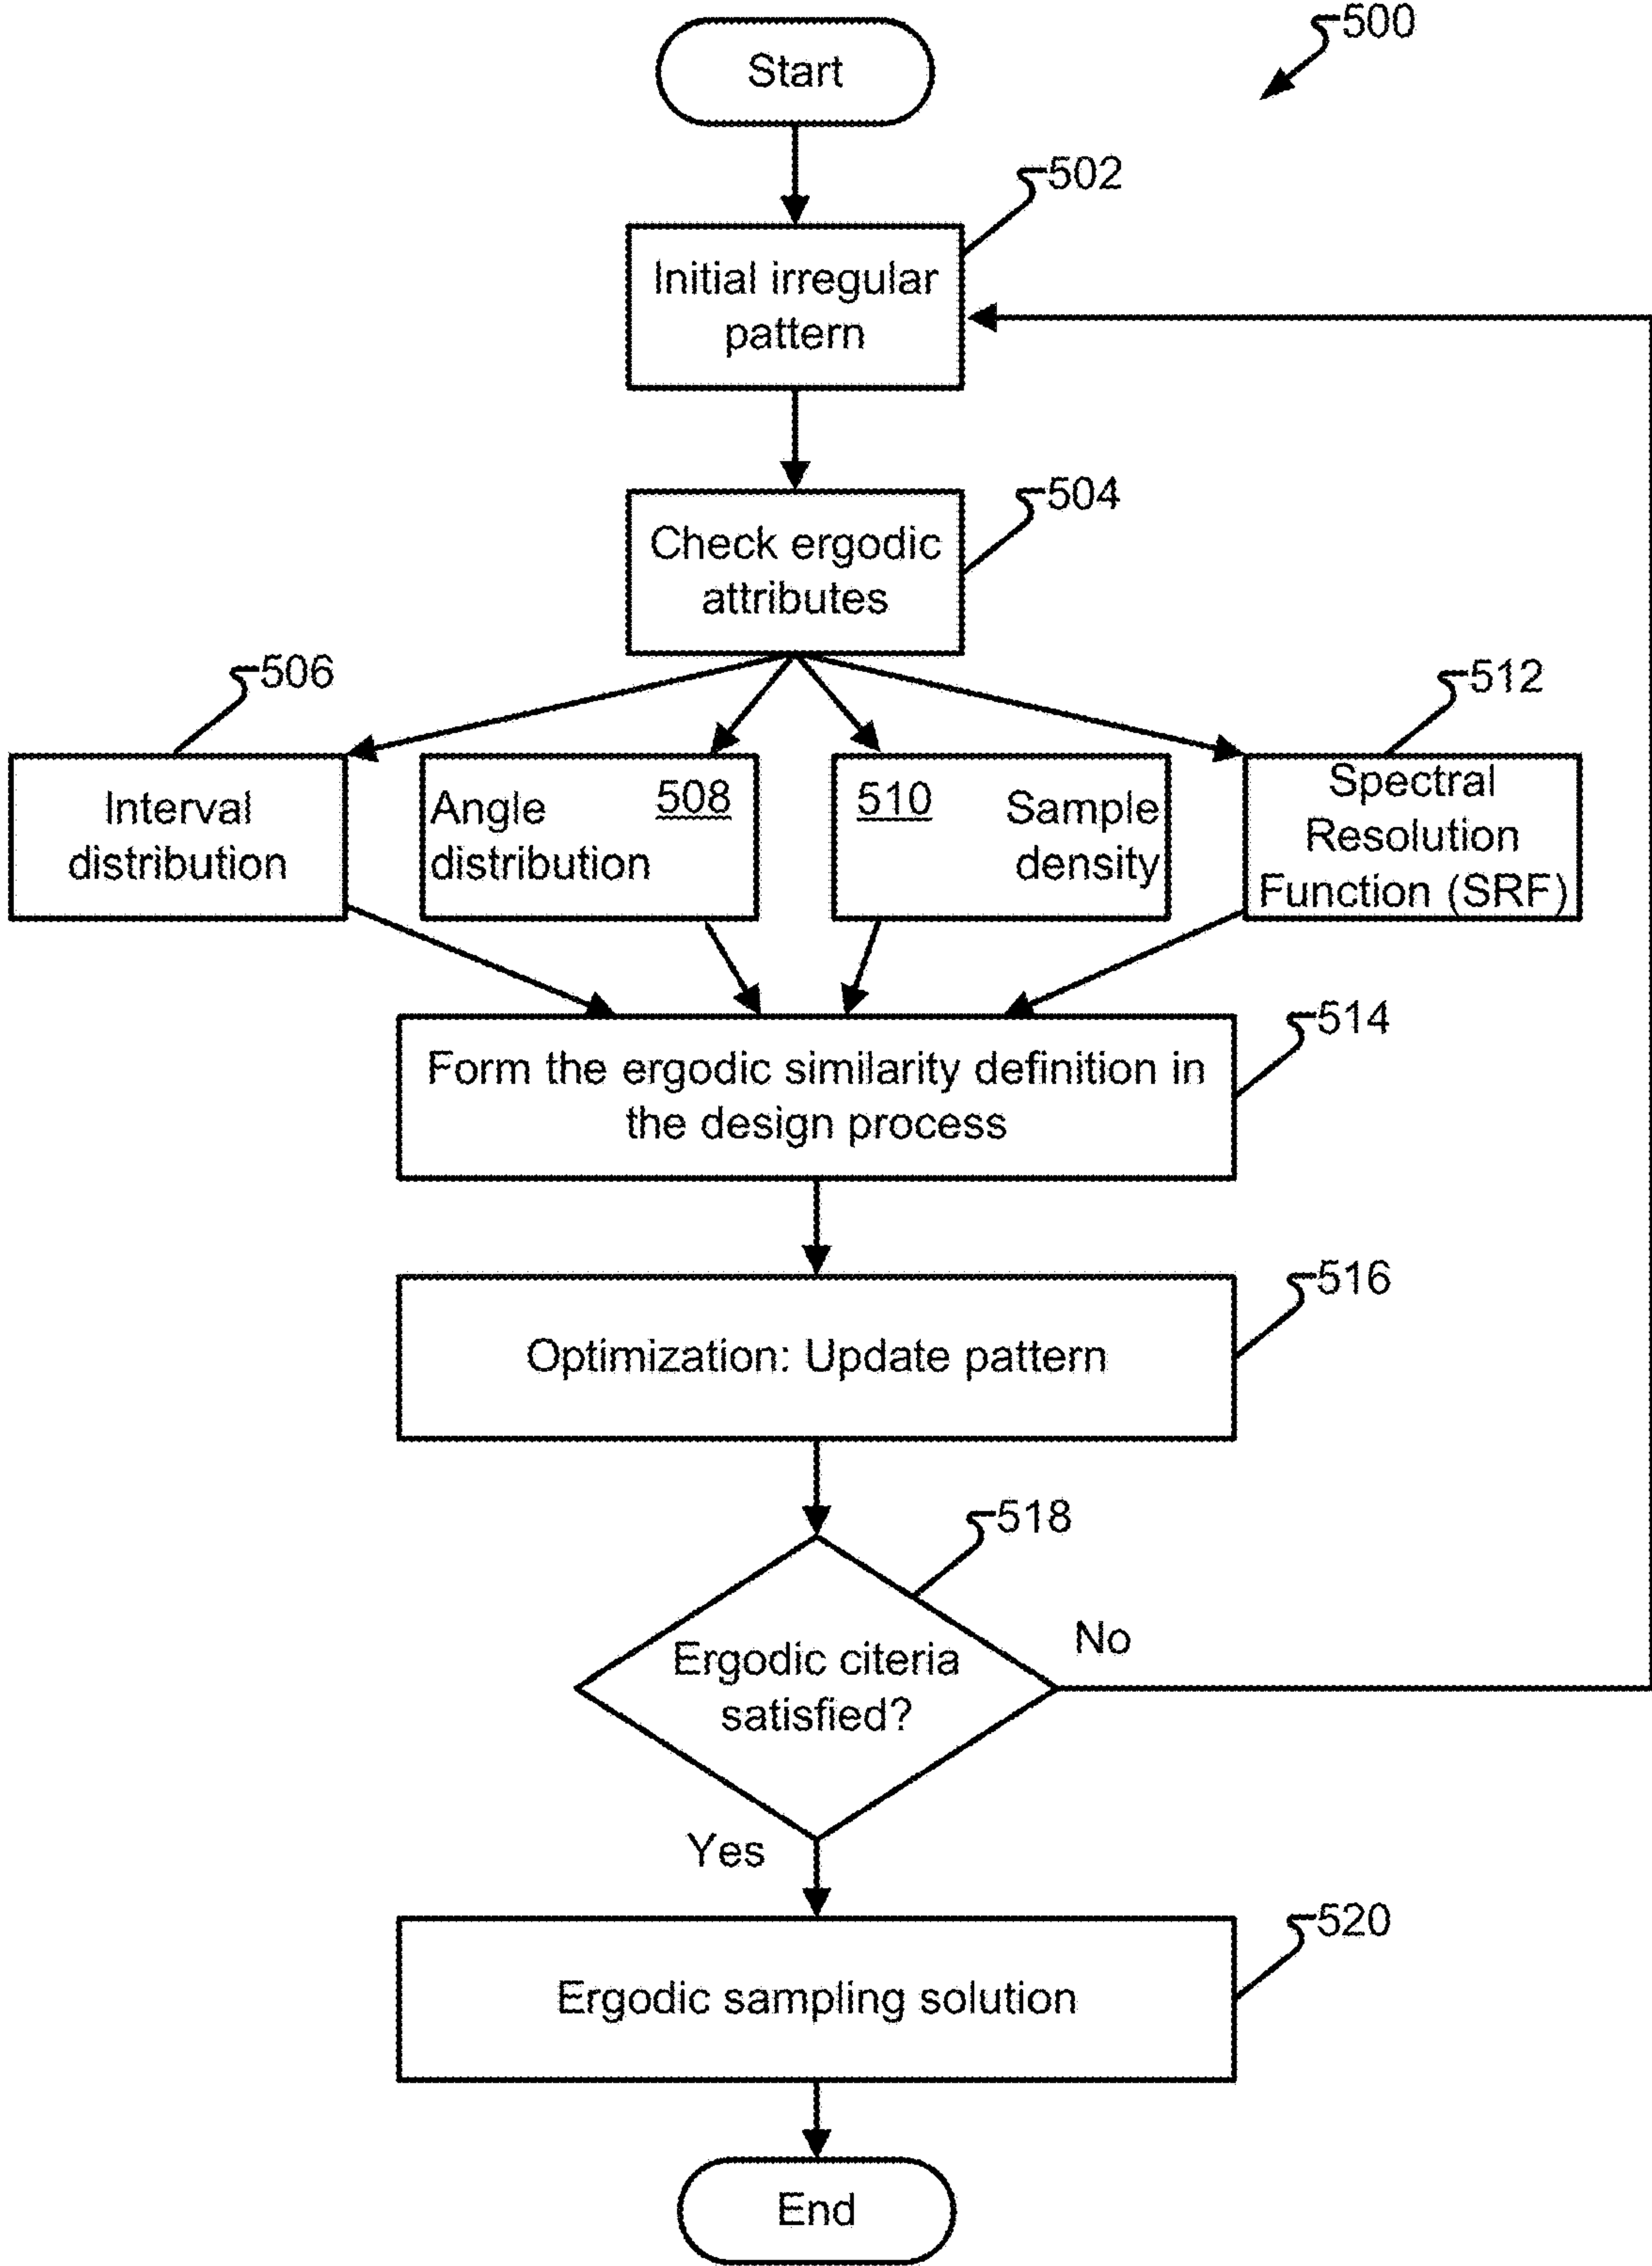 500
Start
502
Initial irregular
pattern
504
Check ergodic
attributes
506
512
Interval
distribution
Angle
508
distribution
510
Sample
density
Spectral
Resolution
Function (SRF)
514
Form the ergodic similarity definition in
the design process
516
Optimization: Update pattern
518
Ergodic citeria
satisfied?
No
Yes
520
Ergodic sampling solution
End